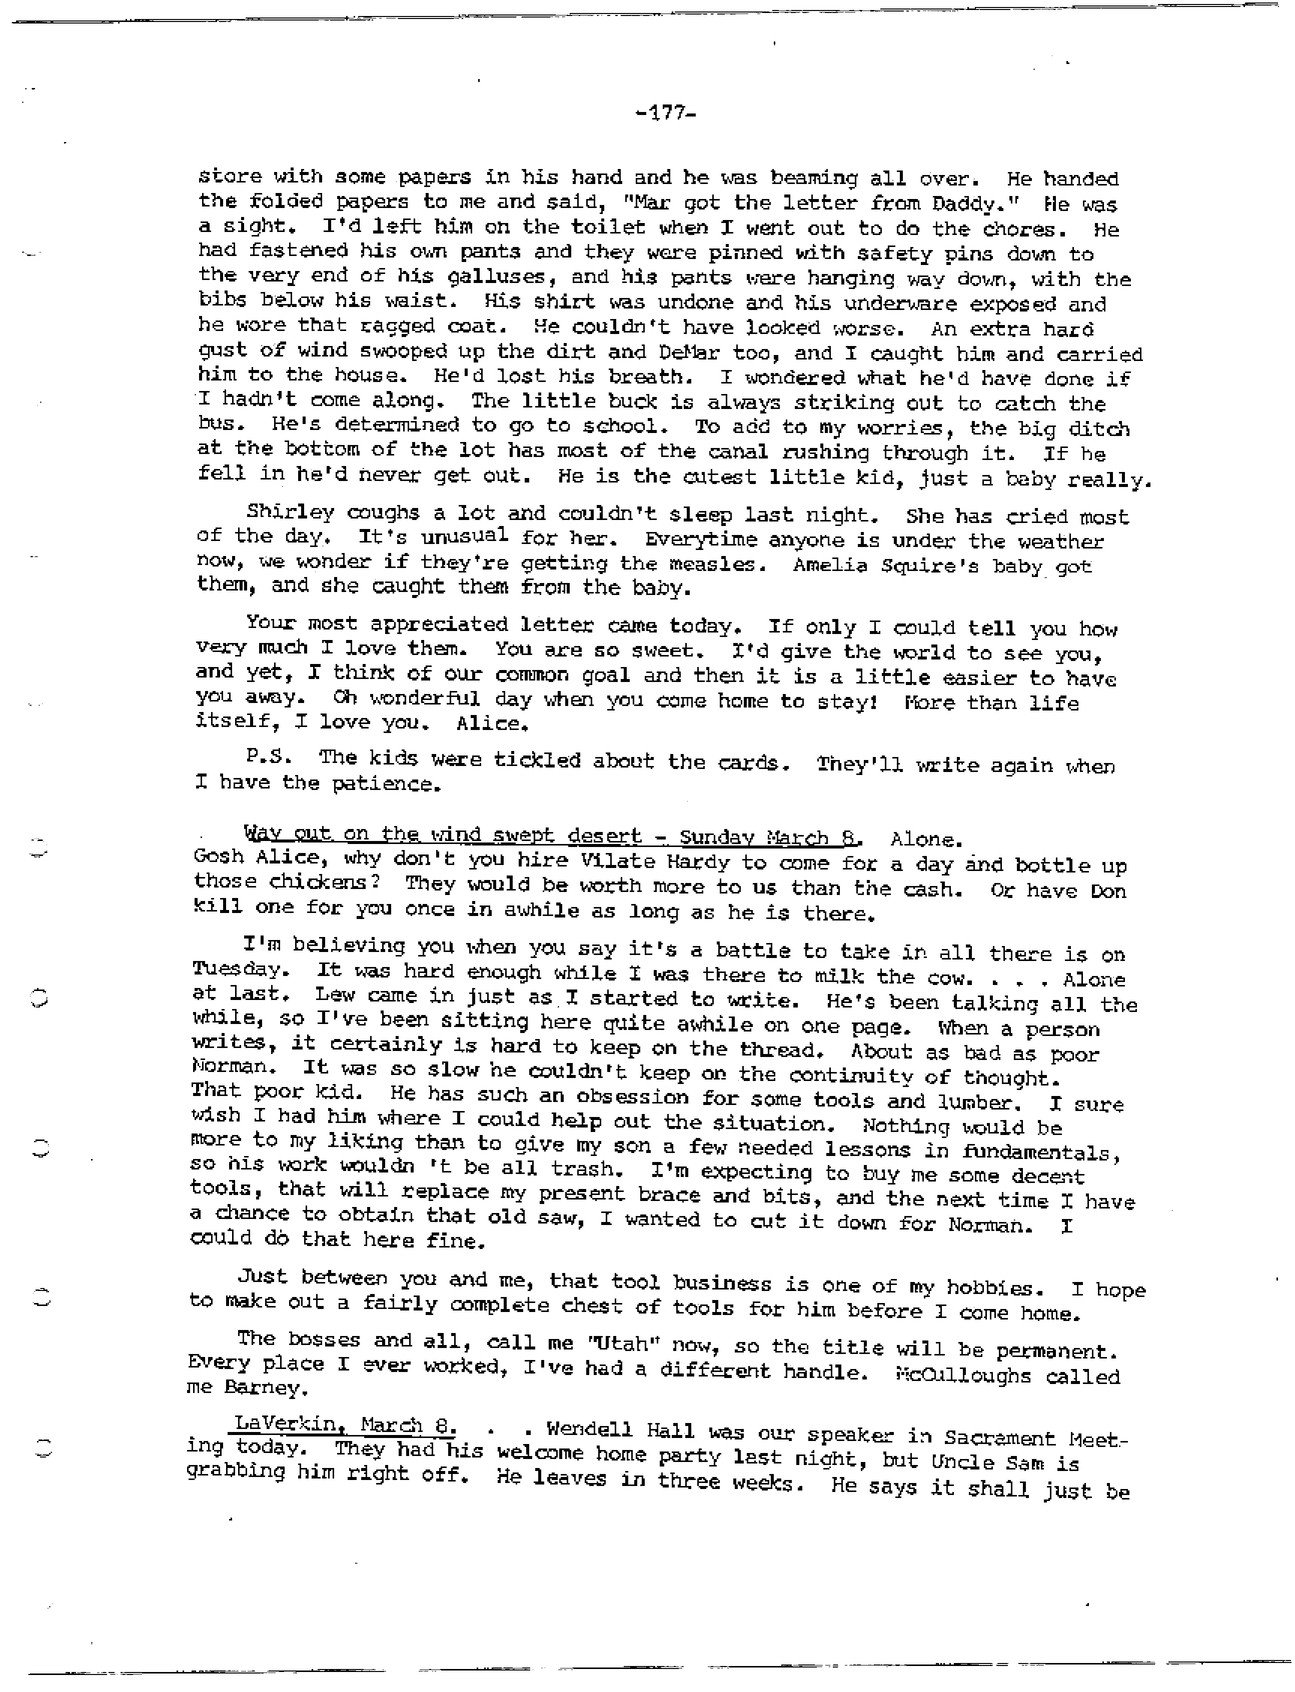 -177-
store with some papers in his hand and he was beaming all over. He handed
the folded papers to me and said, "Mar got the letter from Daddy." He was
a sight. I'd left him on the toilet when I went out to do the chores. He
had fastened his own pants and they were pinned with safety pins down to
the very end of his galluses, and his pants were hanging way down, with the
bibs below his waist. His shirt was undone and his underware exposed and
he wore that ragged coat. He couldn't have looked worse. An extra hard
gust of wind swooped up the dirt and DeMar too, and I caught him and carried
him to the house. He'd lost his breath. I wondered what he'd have done if
I hadn't come along. The little buck is always striking out to catch the
bus. He's determined to go to school. To add to my worries, the big ditch
at the bottom of the lot has most of the canal rushing through it. If he
fell in he'd never get out. He is the cutest little kid, just a baby really.
Shirley coughs a lot and couldn't sleep last night. She has cried most
of the day. It's unusual for her. Everytime anyone is under the weather
now, we wonder if they're getting the measles. Amelia Squire's baby got
them, and she caught them from the baby.
Your most appreciated letter came today. If only I could tell you how
very much I love them. You are so sweet. I'd give the world to see you,
and yet, I think of our common goal and then it is a little easier to have
you away. Oh wonderful day when you come home to stay! More than life
itself, I love you. Alice.
P.S. The kids were tickled about the cards. They'll write again when
I have the patience.
Way out on the wind swept desert - Sunday March 8. Alone.
Gosh Alice, why don't you hire Vilate Hardy to come for a day and bottle up
those chickens? They would be worth more to us than the cash. Or have Don
kill one for you once in awhile as long as he is there.
I'm believing you when you say it's a battle to take in all there is on
Tuesday. It was hard enough while I was there to milk the cow. . . . Alone
at last. Lew came in just as I started to write. He's been talking all the
while, so I've been sitting here quite awhile on one page. When a person
writes, it certainly is hard to keep on the thread. About as bad as poor
Norman. It was so slow he couldn't keep on the continuity of thought.
That poor kid. He has such an obsession for some tools and lumber. I sure
wish I had him where I could help out the situation. Nothing would be
more to my liking than to give my son a few needed lessons in fundamentals,
so his work wouldn 't be all trash. I'm expecting to buy me some decent
tools, that will replace my present brace and bits, and the next time I have
a chance to obtain that old saw, I wanted to cut it down for Norman. I
could do that here fine.
Just between you and me, that tool business is one of my hobbies. I hope
to make out a fairly complete chest of tools for him before I come home.
The bosses and all, call me "Utah" now, so the title will be permanent.
Every place I ever worked, I've had a different handle. McCulloughs called
me Barney.
LaVerkin, March 8. . . Wendell Hall was our speaker in Sacrament Meet-
ing today. They had his welcome home party last night, but Uncle Sam is
grabbing him right off. He leaves in three weeks. He says it shall just be